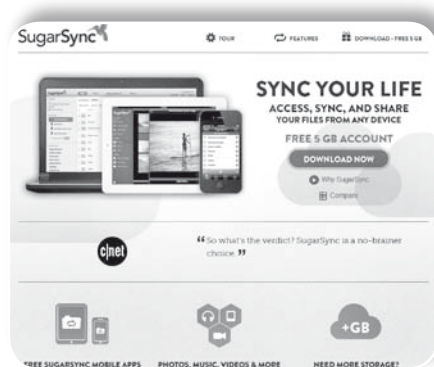 SugarSync
TOUR
FEATURES
DOWNLOAD - FREE 5 GB
SYNC YOUR LIFE
ACCESS, SYNC, AND SHARE
YOUR FILES FROM ANY DEVICE
FREE 5 GB ACCOUNT
DOWNLOAD NOW
Why SugarSync
Compare
c|net
“ So what's the verdict? SugarSync is a no-brainer
choice. ”
+GB
FREE SUGARSYNC MOBILE APPS
PHOTOS, MUSIC, VIDEOS & MORE
NEED MORE STORAGE?